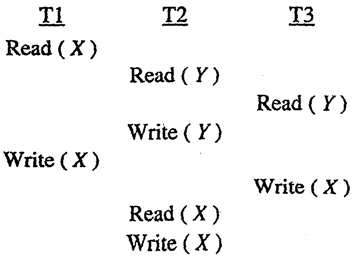 T1 T2 T3
Read ( X )
Read ( Y )
Read ( Y )
Write ( Y )
Write ( X )
Write ( X )
Read ( X )
Write ( X )